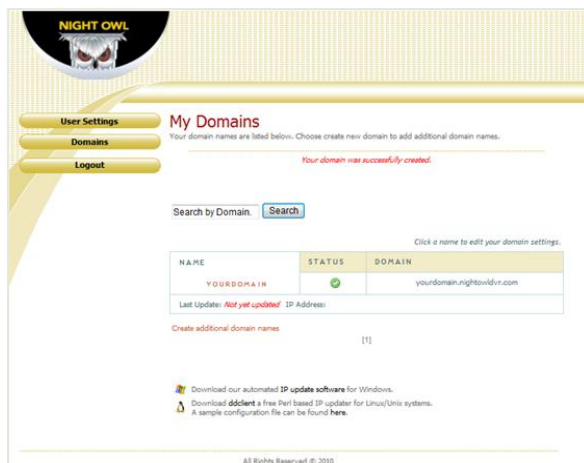 NIGHT OWL
User Settings
Domains
Logout
My Domains
Your domain names are listed below. Choose create new domain to add additional domain names.
Your domain was successfully created.
Search by Domain. Search
Click a name to edit your domain settings.
NAME STATUS DOMAIN
YOURDOMAIN yourdomain.nightowldvr.com
Last Update: Not yet updated IP Address:
Create additional domain names
[1]
Download our automated IP update software for Windows.
Download ddclient a free Perl based IP updater for Linux/Unix systems.
A sample configuration file can be found here.
All Rights Reserved © 2010